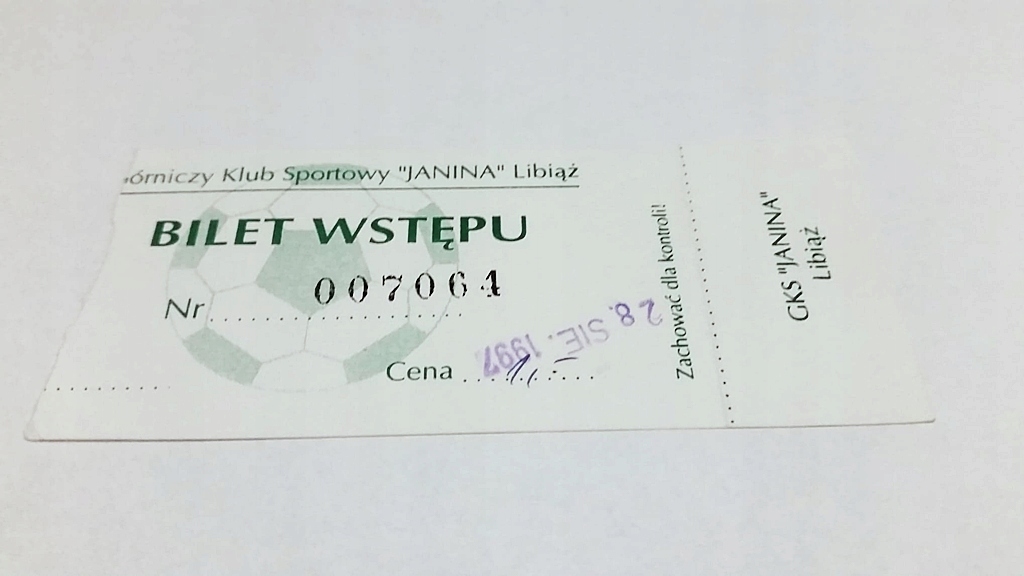 órniczy Klub Sportowy "JANINA" Libiąż
BILET WSTĘPU
Nr 007064
28. SIE. 1997
Cena 1,-
Zachować dla kontroli!
GKS "JANINA"
Libiąż